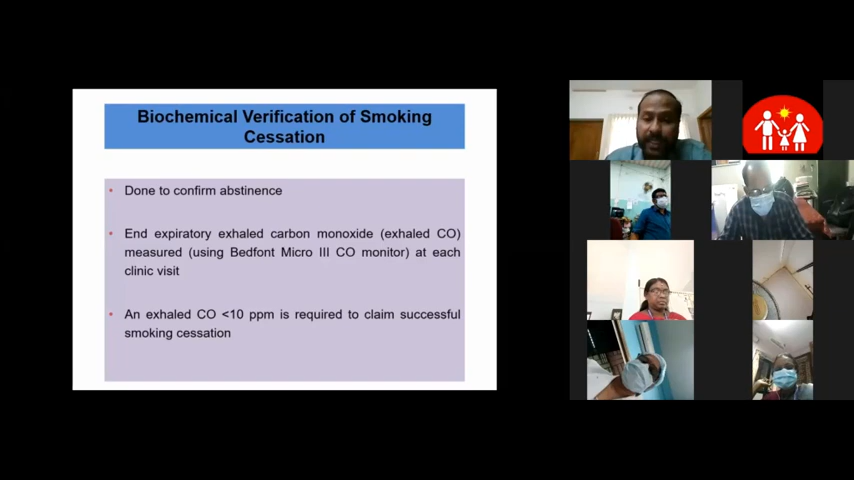 Biochemical Verification of Smoking
Cessation
Done to confirm abstinence
End expiratory exhaled carbon monoxide (exhaled CO)
measured (using Bedfont Micro III CO monitor) at each
clinic visit
An exhaled CO <10 ppm is required to claim successful
smoking cessation